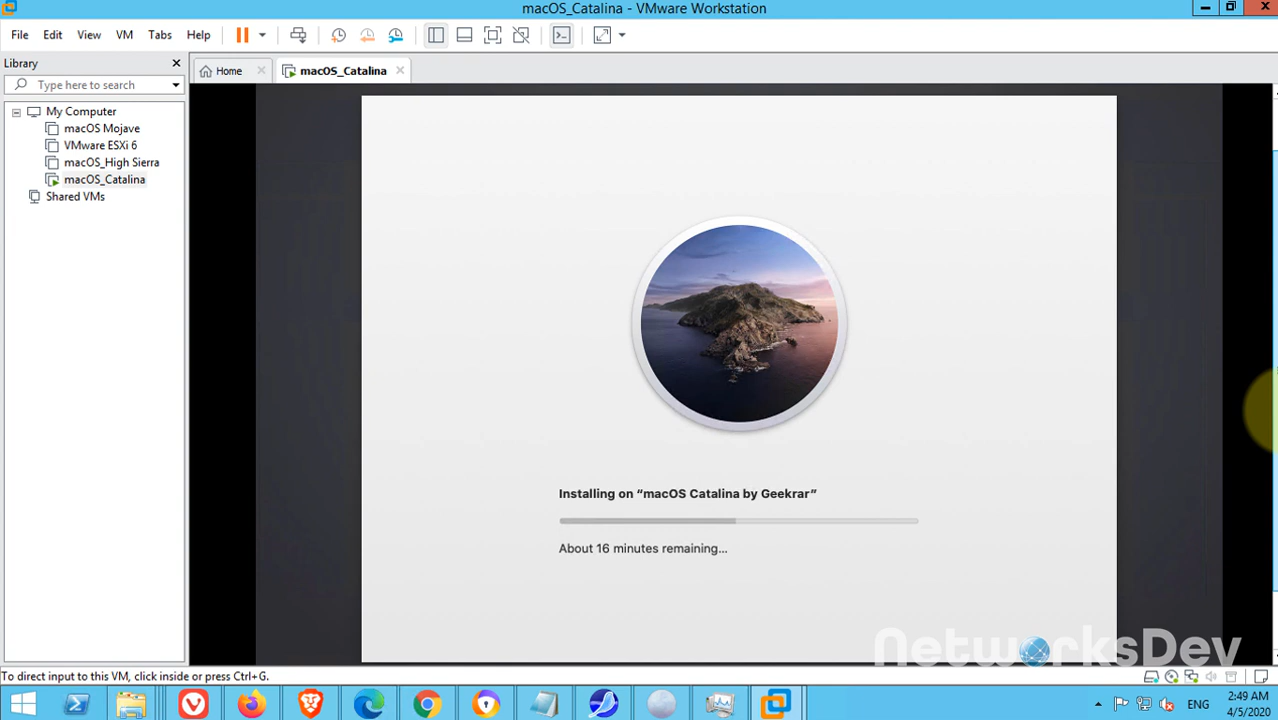 macOS_Catalina - VMware Workstation
File Edit View VM Tabs Help
Library
Type here to search
My Computer
macOS Mojave
VMware ESXi 6
macOS_High Sierra
macOS_Catalina
Shared VMs
Home
macOS_Catalina
Installing on “macOS Catalina by Geekrar”
About 16 minutes remaining...
NetworksDev
To direct input to this VM, click inside or press Ctrl+G.
ENG
2:49 AM
4/5/2020